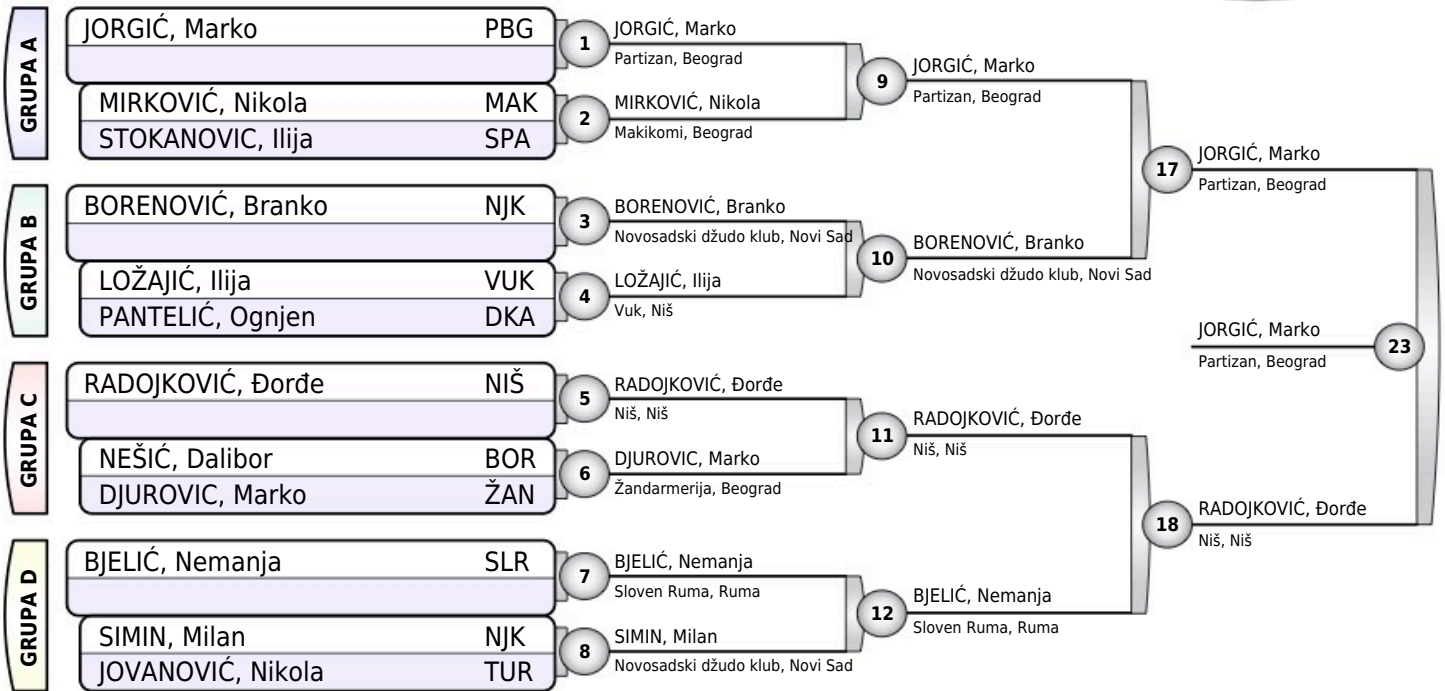 GRUPA A
JORGIĆ, Marko PBG
MIRKOVIĆ, Nikola MAK
STOKANOVIC, Ilija SPA
GRUPA B
BORENOVIĆ, Branko NJK
LOŽAJIĆ, Ilija VUK
PANTELIĆ, Ognjen DKA
GRUPA C
RADOJKOVIĆ, Đorđe NIŠ
NEŠIĆ, Dalibor BOR
DJUROVIC, Marko ŽAN
GRUPA D
BJELIĆ, Nemanja SLR
SIMIN, Milan NJK
JOVANOVIĆ, Nikola TUR
1
JORGIĆ, Marko
Partizan, Beograd
2
MIRKOVIĆ, Nikola
Makikomi, Beograd
3
BORENOVIĆ, Branko
Novosadski džudo klub, Novi Sad
4
LOŽAJIĆ, Ilija
Vuk, Niš
5
RADOJKOVIĆ, Đorđe
Niš, Niš
6
DJUROVIC, Marko
Žandarmerija, Beograd
7
BJELIĆ, Nemanja
Sloven Ruma, Ruma
8
SIMIN, Milan
Novosadski džudo klub, Novi Sad
9
JORGIĆ, Marko
Partizan, Beograd
10
BORENOVIĆ, Branko
Novosadski džudo klub, Novi Sad
11
RADOJKOVIĆ, Đorđe
Niš, Niš
12
BJELIĆ, Nemanja
Sloven Ruma, Ruma
17
JORGIĆ, Marko
Partizan, Beograd
18
RADOJKOVIĆ, Đorđe
Niš, Niš
JORGIĆ, Marko
Partizan, Beograd
23